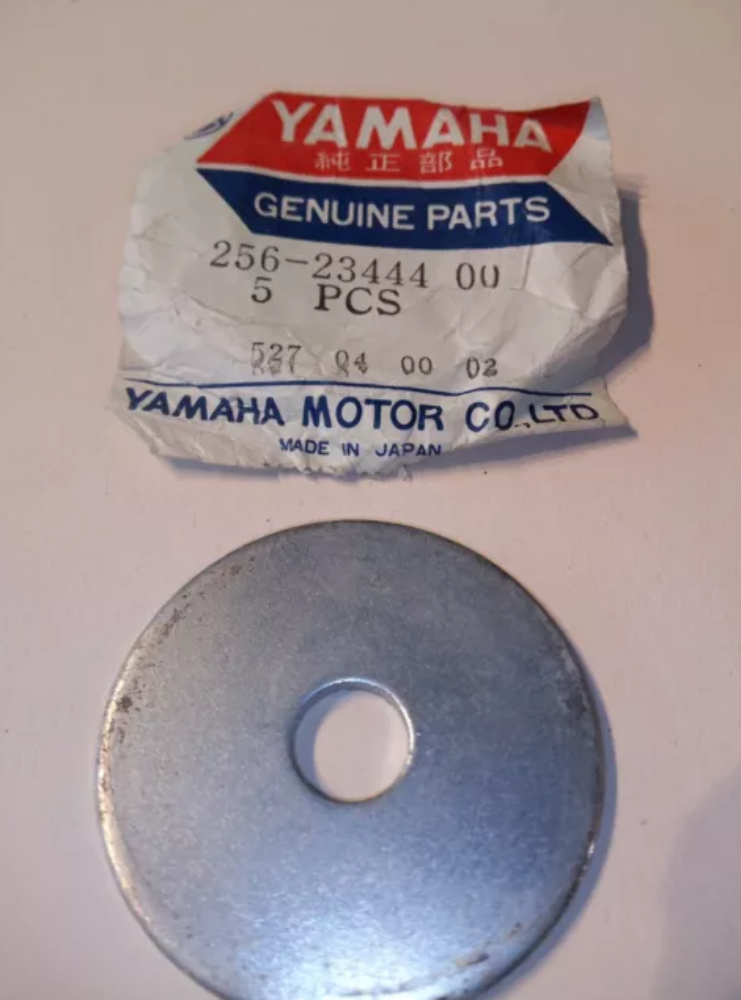 YAMAHA
純正部品
GENUINE PARTS
256-23444 00
5 PCS
527 04 00 02
YAMAHA MOTOR CO.,LTD
MADE IN JAPAN